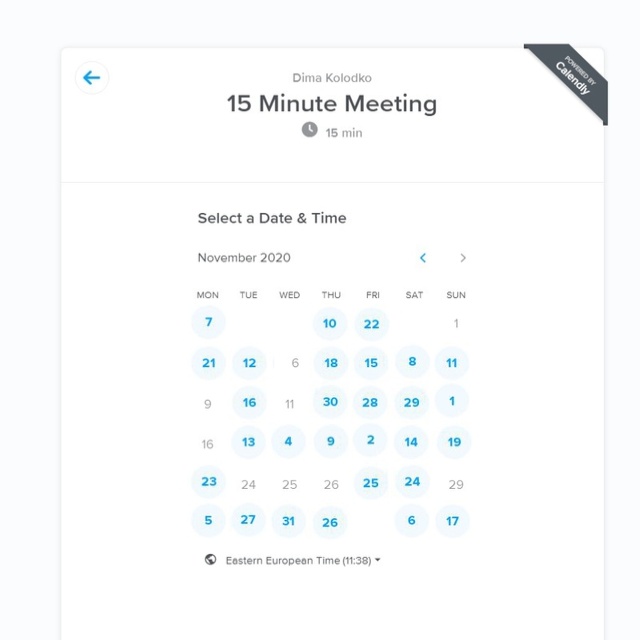 POWERED BY
Calendly
Dima Kolodko
15 Minute Meeting
15 min
Select a Date & Time
November 2020
MON TUE WED THU FRI SAT SUN
7 10 22 1
21 12 6 18 15 8 11
9 16 11 30 28 29 1
16 13 4 9 2 14 19
23 24 25 26 25 24 29
5 27 31 26 6 17
Eastern European Time (11:38)